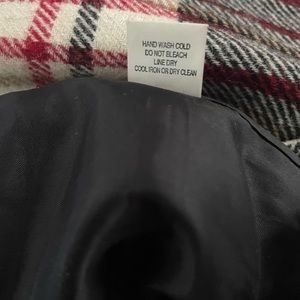 HAND WASH COLD
DO NOT BLEACH
LINE DRY
COOL IRON OR DRY CLEAN